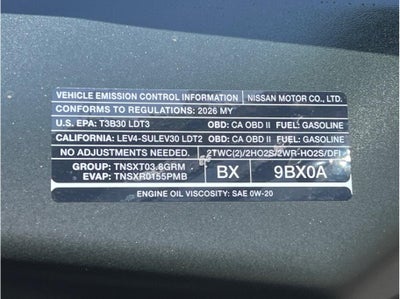 VEHICLE EMISSION CONTROL INFORMATION NISSAN MOTOR CO., LTD.
CONFORMS TO REGULATIONS: 2026 MY
U.S. EPA: T3B30 LDT3 OBD: CA OBD II FUEL: GASOLINE
CALIFORNIA: LEV4-SULEV30 LDT2 OBD: CA OBD II FUEL: GASOLINE
NO ADJUSTMENTS NEEDED. 2TWC(2)/2HO2S/2WR-HO2S/DFI
GROUP: TNSXT03.8GRM
EVAP: TNSXR0155PMB
BX 9BX0A
ENGINE OIL VISCOSITY: SAE 0W-20